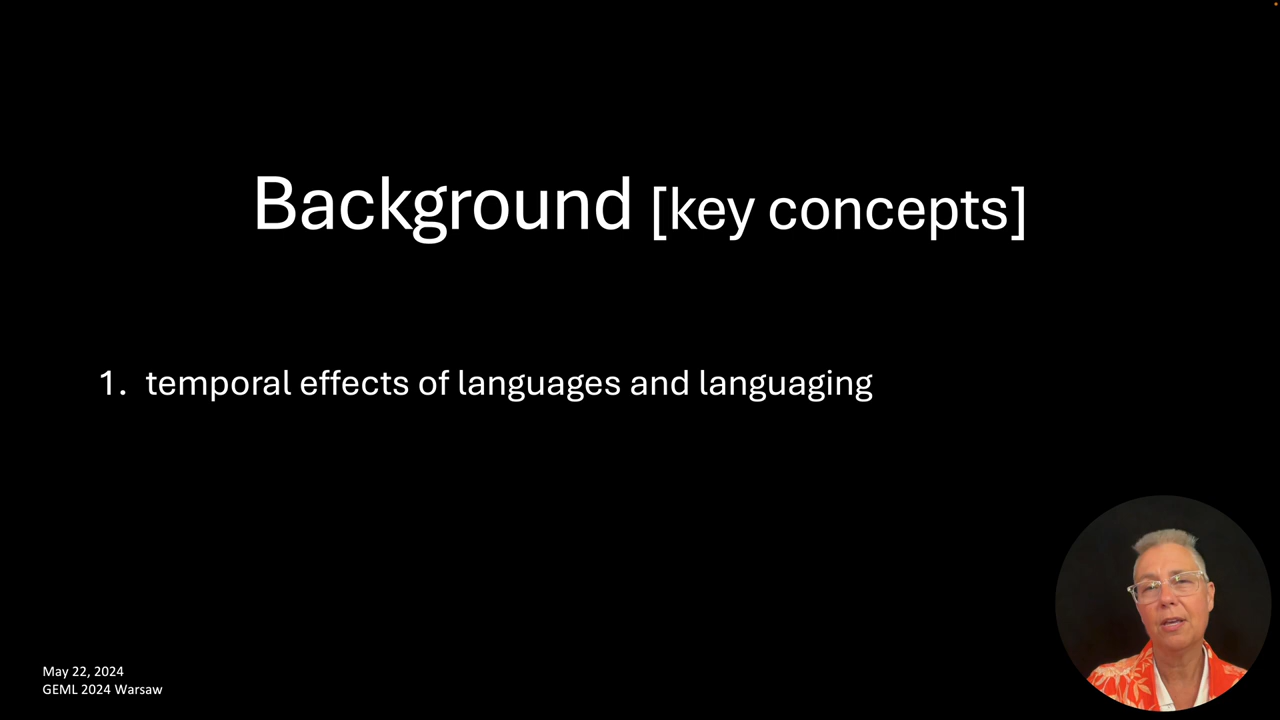 Background [key concepts]
1. temporal effects of languages and languaging
May 22, 2024
GEML 2024 Warsaw